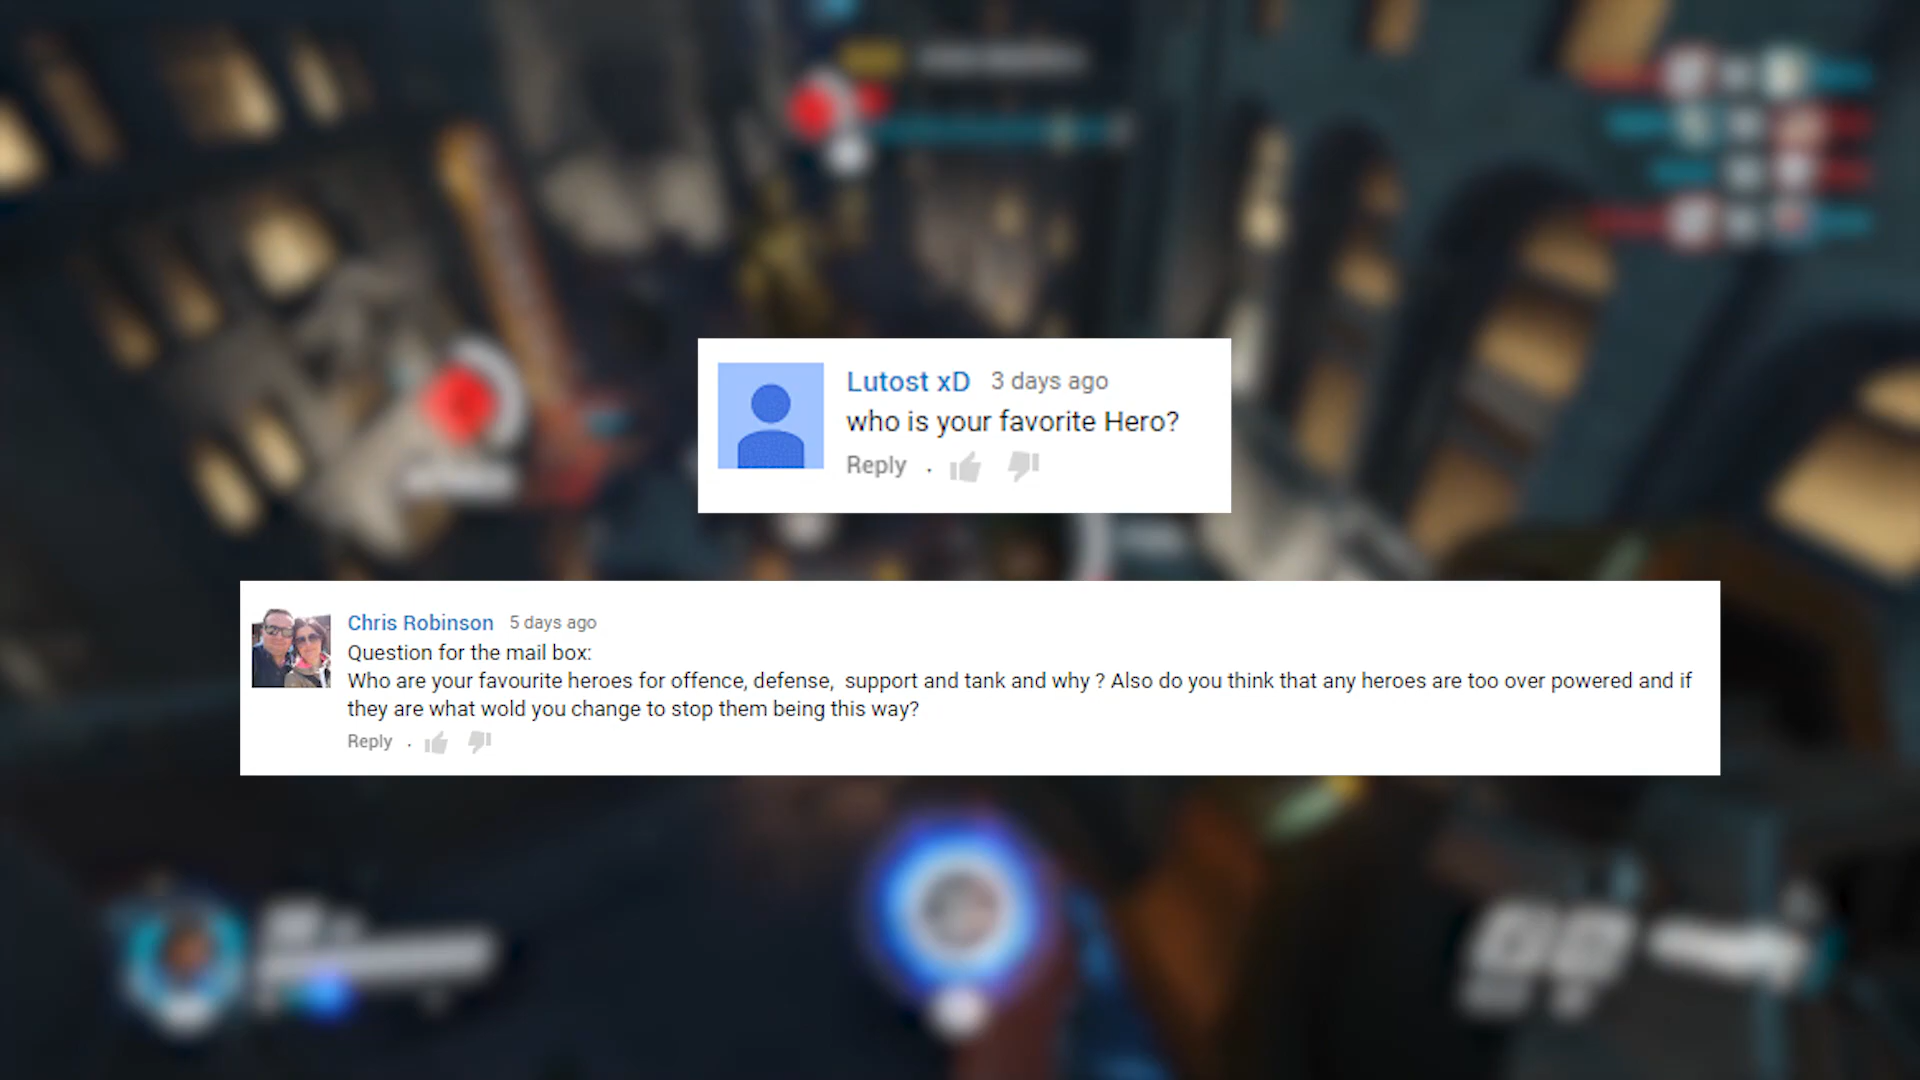 Lutost xD 3 days ago
who is your favorite Hero?
Reply .
Chris Robinson 5 days ago
Question for the mail box:
Who are your favourite heroes for offence, defense,  support and tank and why ? Also do you think that any heroes are too over powered and if
they are what wold you change to stop them being this way?
Reply .